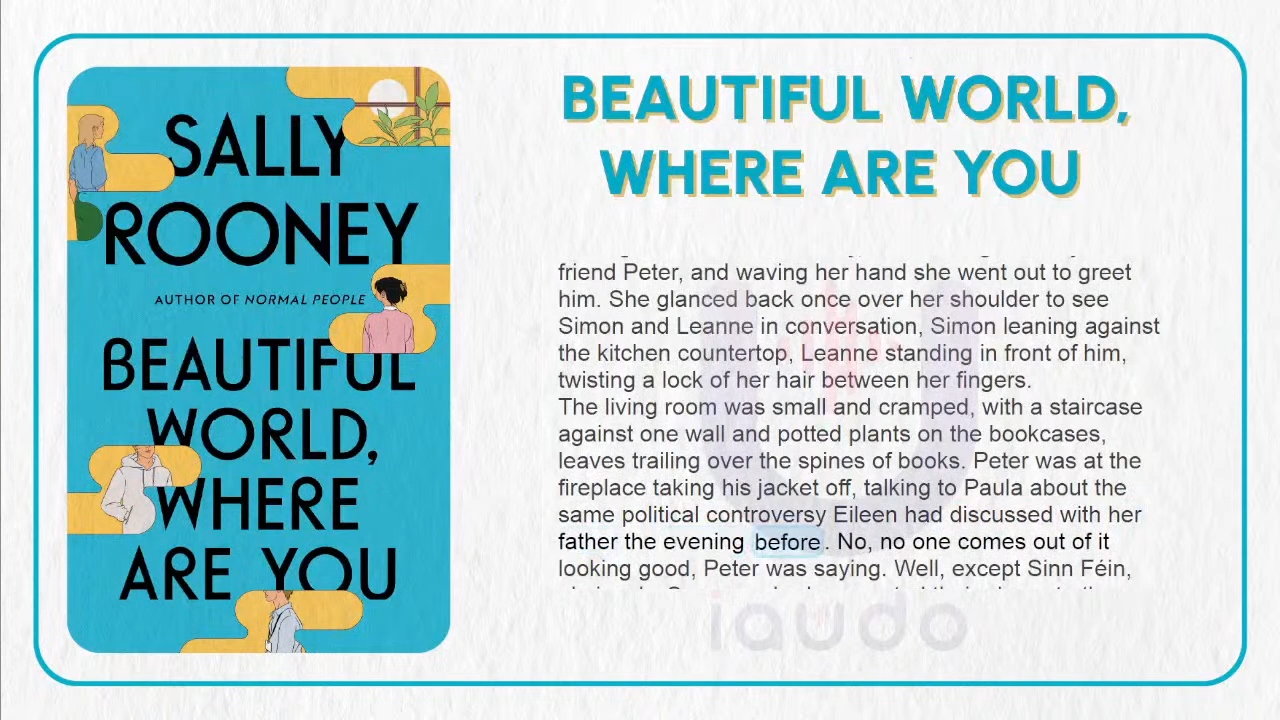 SALLY
ROONEY
AUTHOR OF NORMAL PEOPLE
BEAUTIFUL
WORLD,
WHERE
ARE YOU
BEAUTIFUL WORLD,
WHERE ARE YOU
friend Peter, and waving her hand she went out to greet
him. She glanced back once over her shoulder to see
Simon and Leanne in conversation, Simon leaning against
the kitchen countertop, Leanne standing in front of him,
twisting a lock of her hair between her fingers.
The living room was small and cramped, with a staircase
against one wall and potted plants on the bookcases,
leaves trailing over the spines of books. Peter was at the
fireplace taking his jacket off, talking to Paula about the
same political controversy Eileen had discussed with her
father the evening before. No, no one comes out of it
looking good, Peter was saying. Well, except Sinn Féin,
iaudo